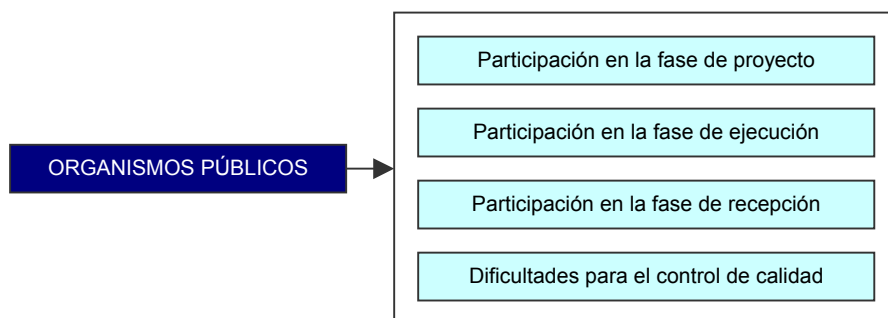 Participación en la fase de proyecto
Participación en la fase de ejecución
ORGANISMOS PÚBLICOS
Participación en la fase de recepción
Dificultades para el control de calidad